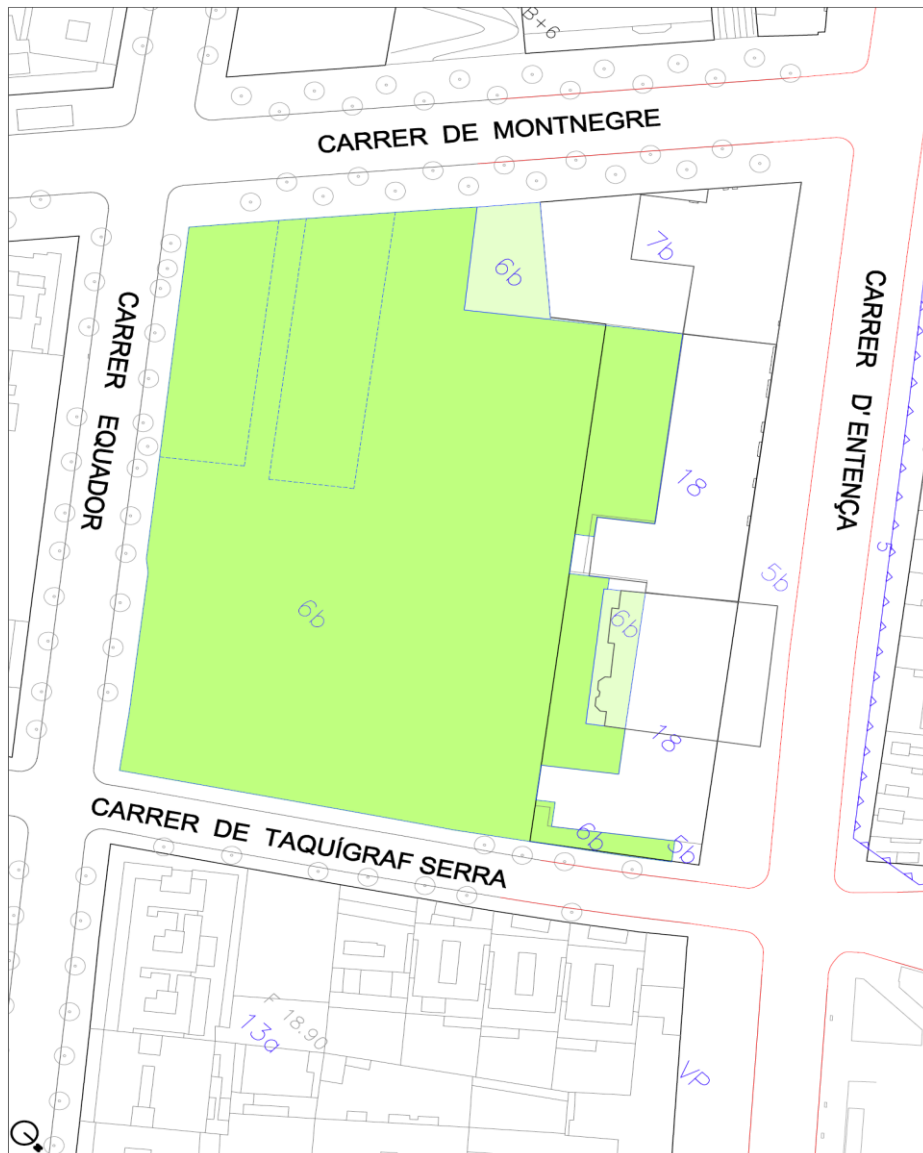 B×6
CARRER DE MONTNEGRE
7b
6b
CARRER EQUADOR
CARRER D'ENTENÇA
18
5
5b
6b
6b
18
CARRER DE TAQUÍGRAF SERRA
6b
5b
F 18.90
13a
VP